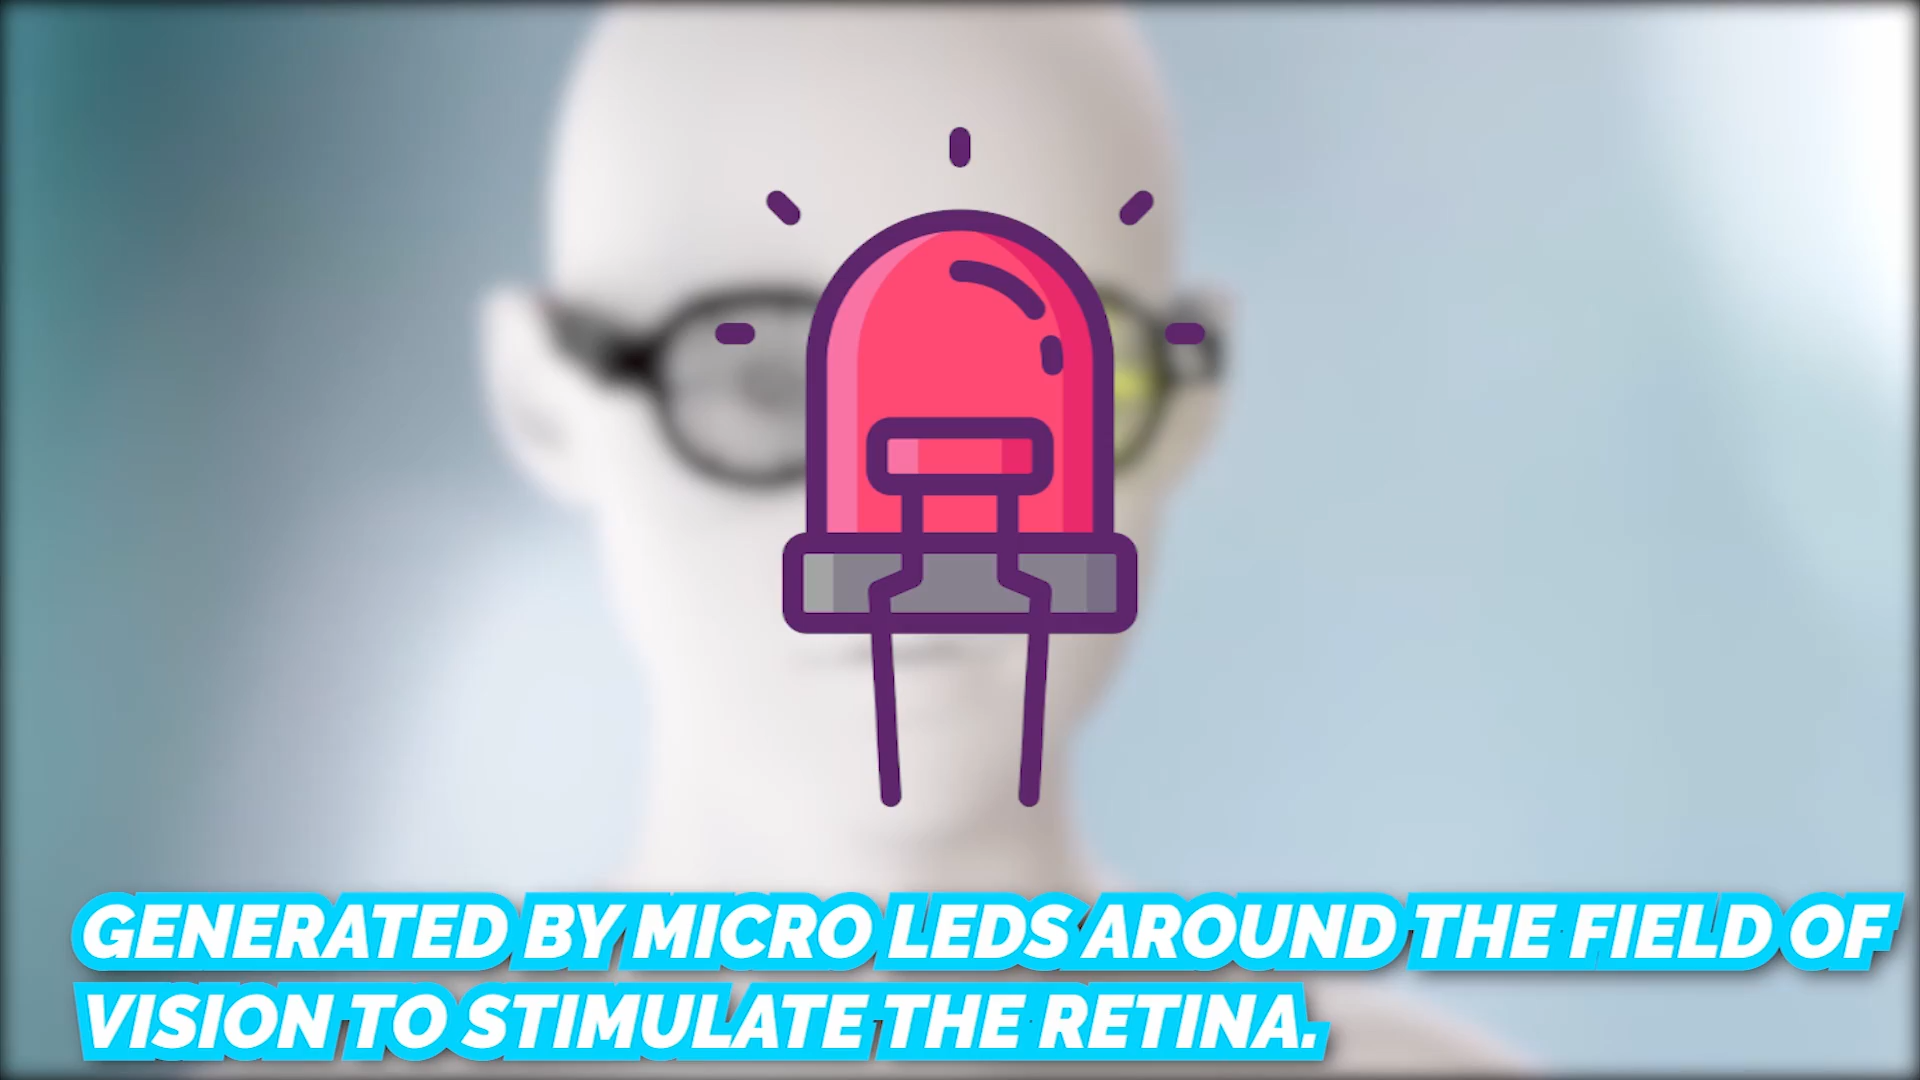 GENERATED BY MICRO LEDS AROUND THE FIELD OF
VISION TO STIMULATE THE RETINA.